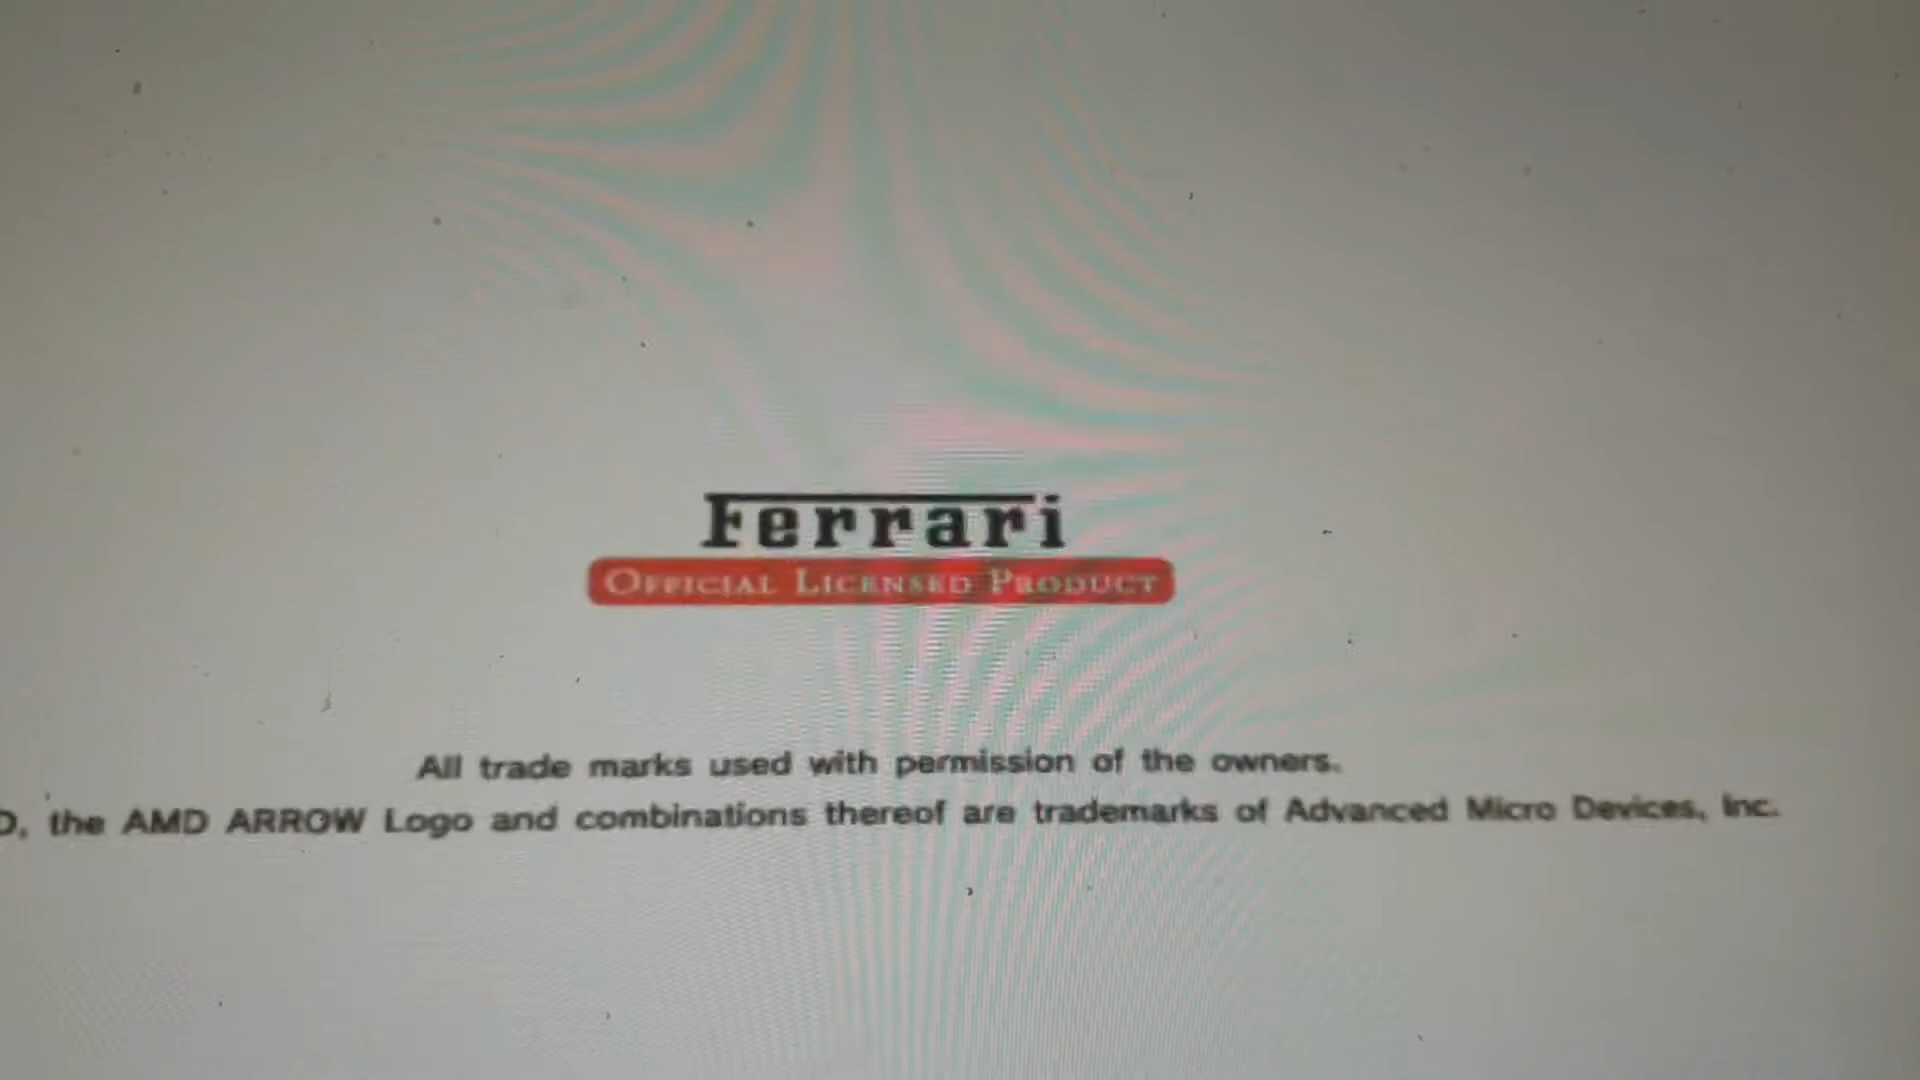 Ferrari
OFFICIAL LICENSED PRODUCT
All trade marks used with permission of the owners.
D, the AMD ARROW Logo and combinations thereof are trademarks of Advanced Micro Devices, Inc.